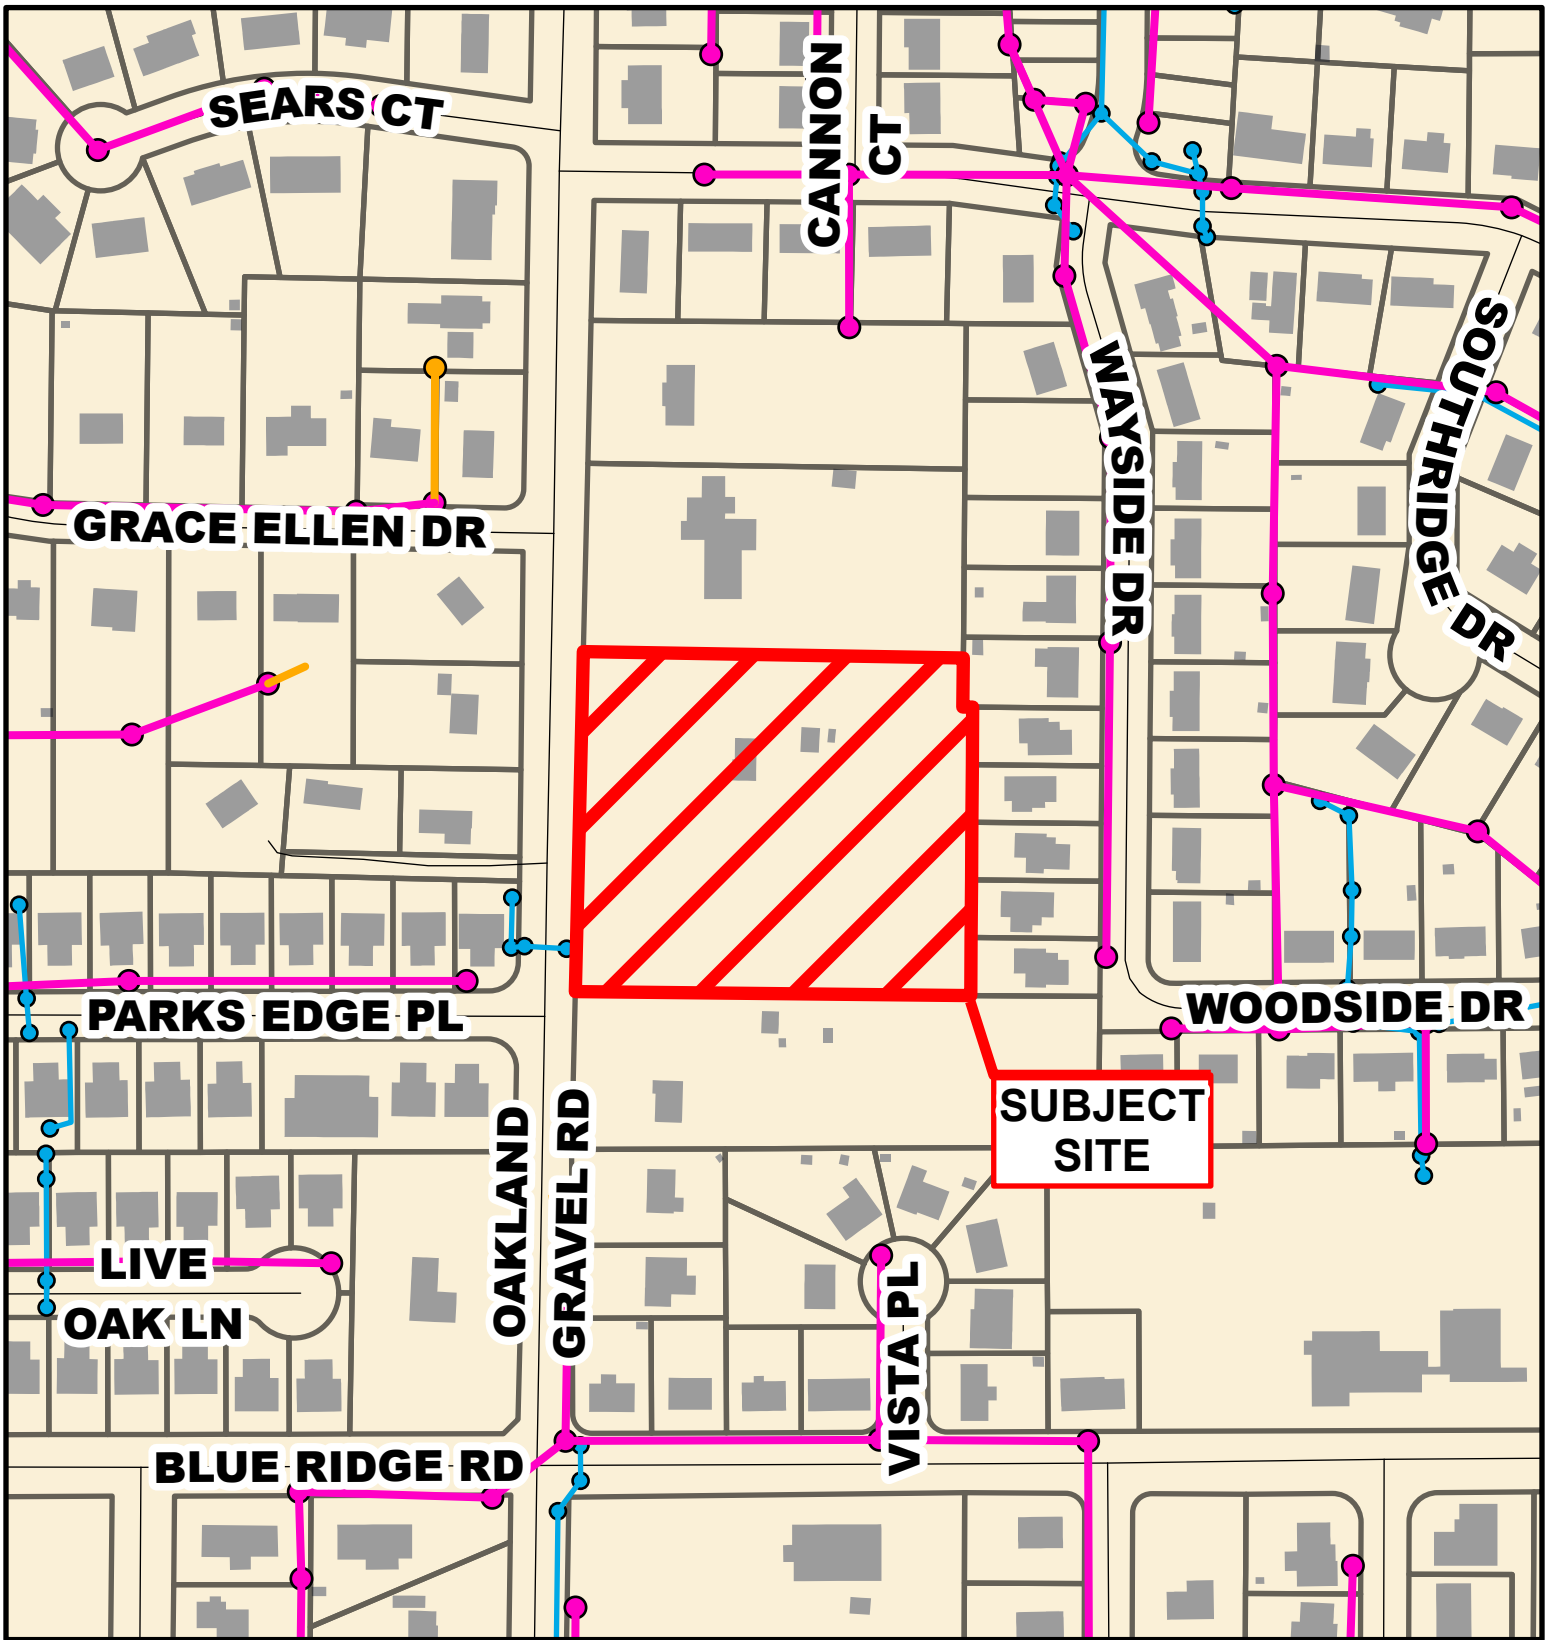 SEARS CT
CANNON
CT
SOUTHRIDGE DR
WAYSIDE DR
GRACE ELLEN DR
PARKS EDGE PL
WOODSIDE DR
SUBJECT
SITE
OAKLAND
GRAVEL RD
LIVE
OAK LN
VISTA PL
BLUE RIDGE RD